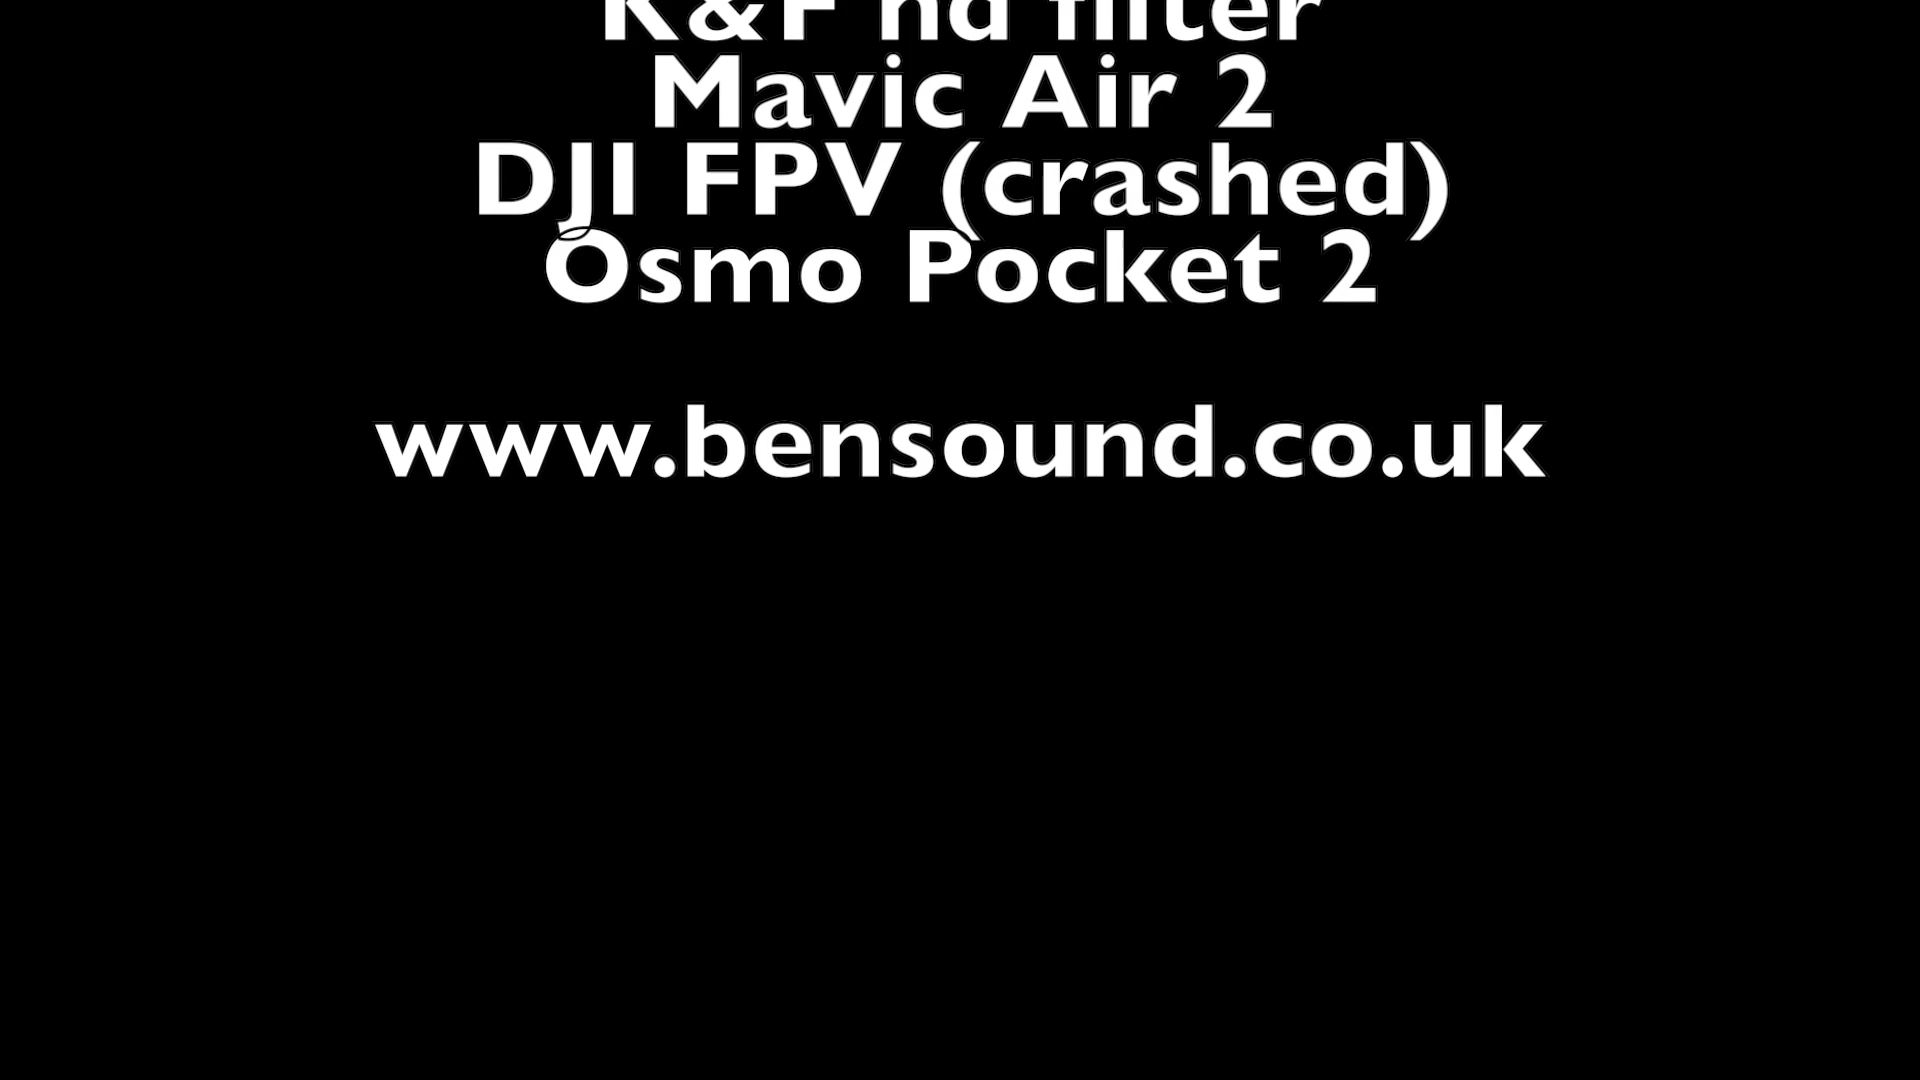 K&F nd filter
Mavic Air 2
DJI FPV (crashed)
Osmo Pocket 2
www.bensound.co.uk